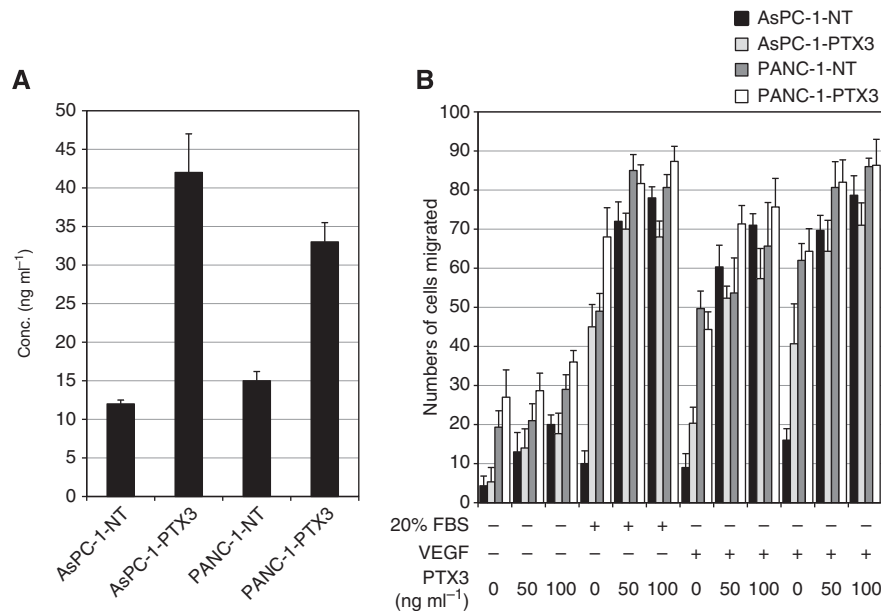 AsPC-1-NT
AsPC-1-PTX3
PANC-1-NT
PANC-1-PTX3
A
50
45
40
35
30
25
20
15
10
5
0
Conc. (ng ml⁻¹)
AsPC-1-NT
AsPC-1-PTX3
PANC-1-NT
PANC-1-PTX3
B
100
90
80
70
60
50
40
30
20
10
0
Numbers of cells migrated
20% FBS – – – + + + – – – – – –
VEGF – – – – – – + + + + + +
PTX3 (ng ml⁻¹) 0 50 100 0 50 100 0 50 100 0 50 100